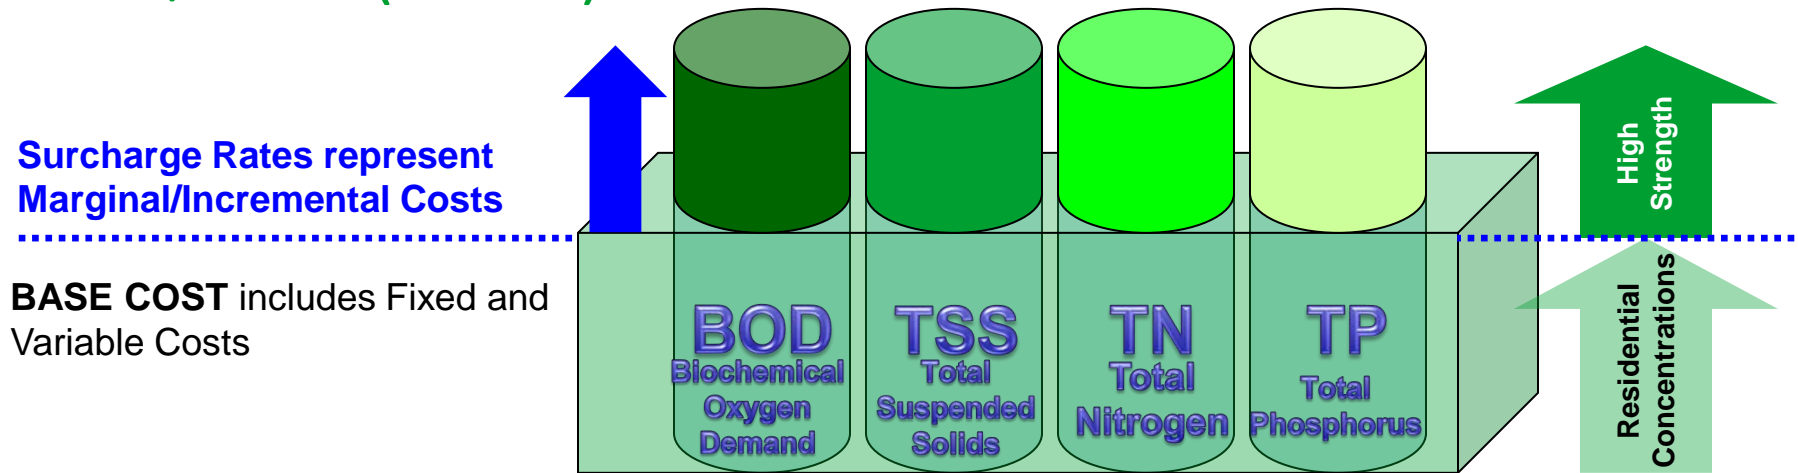 Surcharge Rates represent
Marginal/Incremental Costs
BASE COST includes Fixed and
Variable Costs
BOD
Biochemical
Oxygen
Demand
TSS
Total
Suspended
Solids
TN
Total
Nitrogen
TP
Total
Phosphorus
High
Strength
Residential
Concentrations